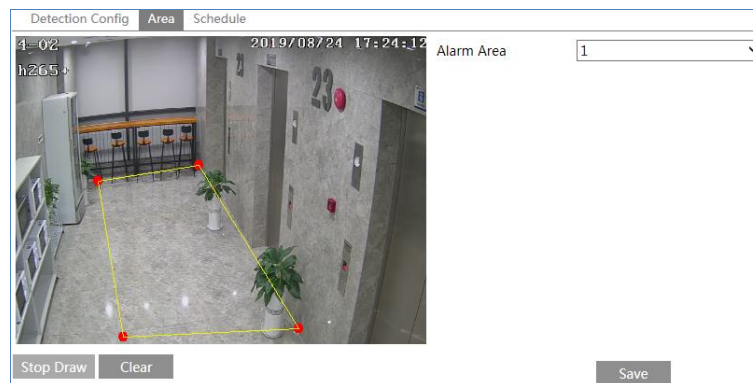 Detection Config Area Schedule
4-02 2019/08/24 17:24:12
h265+
23
23
Alarm Area 1
Stop Draw Clear
Save